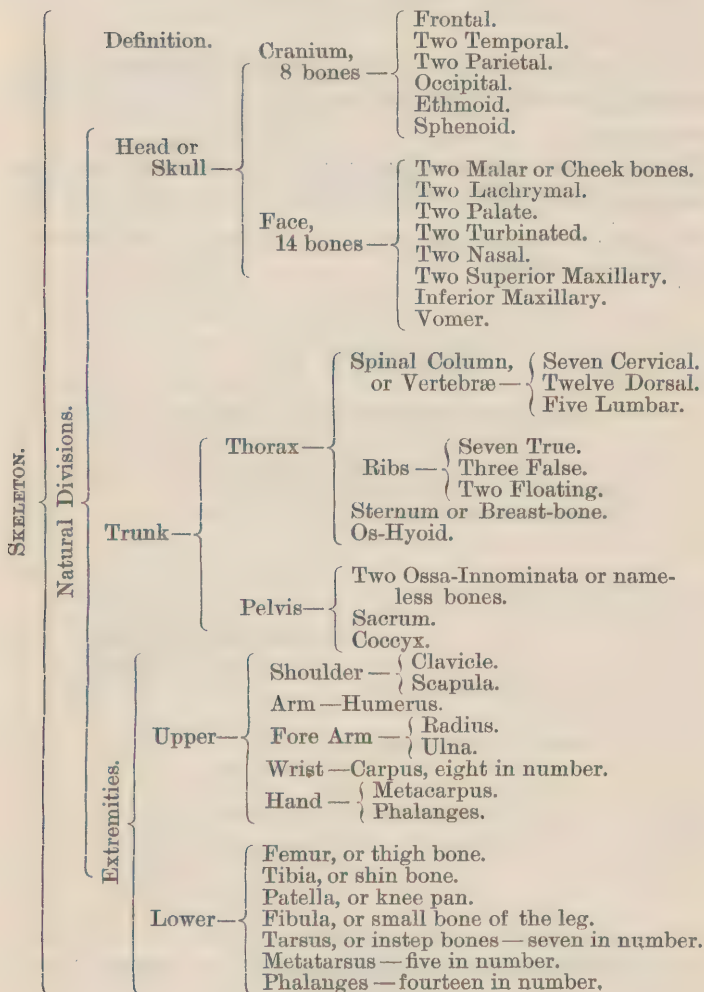 SKELETON.
Definition.
Natural Divisions.
Head or
Skull —
Cranium,
8 bones —
Frontal.
Two Temporal.
Two Parietal.
Occipital.
Ethmoid.
Sphenoid.
Face,
14 bones —
Two Malar or Cheek bones.
Two Lachrymal.
Two Palate.
Two Turbinated.
Two Nasal.
Two Superior Maxillary.
Inferior Maxillary.
Vomer.
Trunk —
Thorax —
Spinal Column,
or Vertebræ —
Seven Cervical.
Twelve Dorsal.
Five Lumbar.
Ribs —
Seven True.
Three False.
Two Floating.
Sternum or Breast-bone.
Os-Hyoid.
Pelvis —
Two Ossa-Innominata or name-
less bones.
Sacrum.
Coccyx.
Extremities.
Upper —
Shoulder —
Clavicle.
Scapula.
Arm — Humerus.
Fore Arm —
Radius.
Ulna.
Wrist — Carpus, eight in number.
Hand —
Metacarpus.
Phalanges.
Lower —
Femur, or thigh bone.
Tibia, or shin bone.
Patella, or knee pan.
Fibula, or small bone of the leg.
Tarsus, or instep bones — seven in number.
Metatarsus — five in number.
Phalanges — fourteen in number.